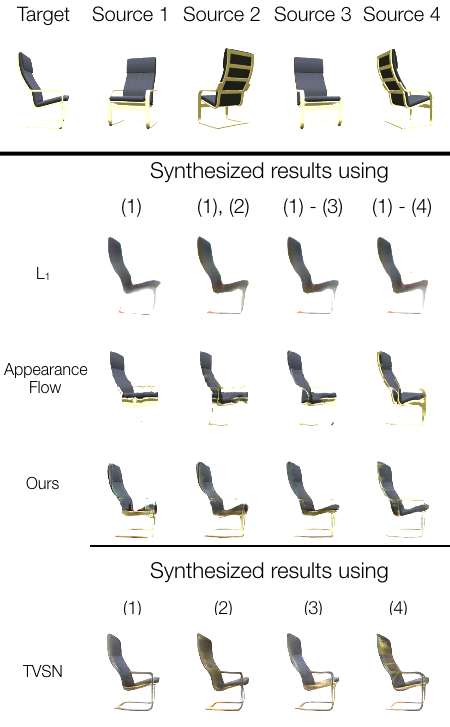 Target Source 1 Source 2 Source 3 Source 4
Synthesized results using
(1) (1), (2) (1) - (3) (1) - (4)
L₁
Appearance
Flow
Ours
Synthesized results using
(1) (2) (3) (4)
TVSN